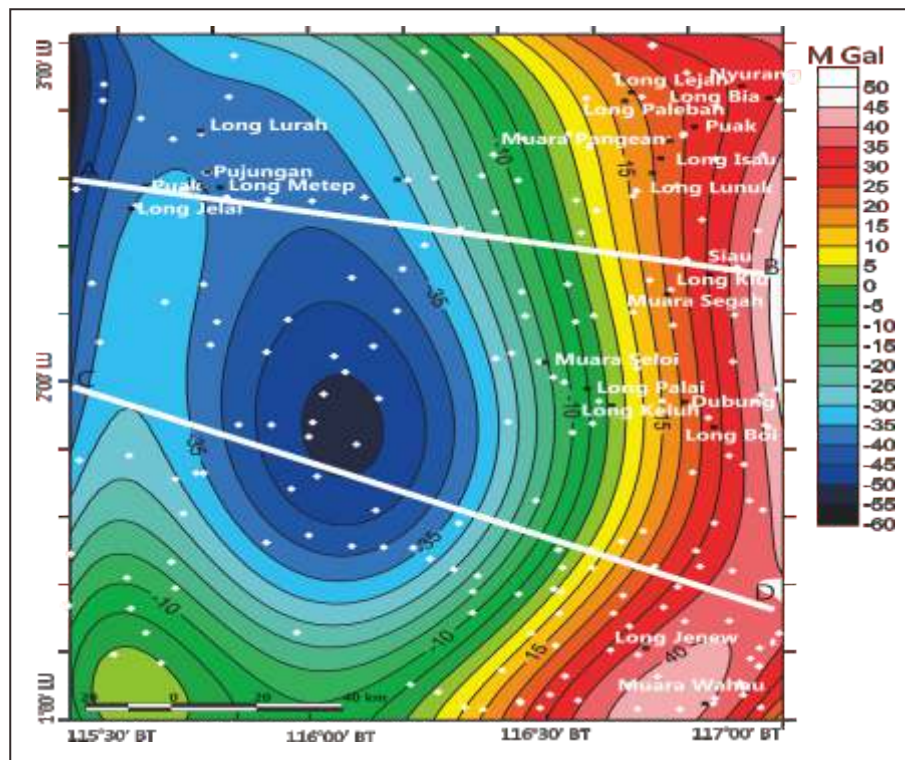 M Gal
3°00' LU
Nyurang
Long Lejah
Long Bia
Long Paleban
Puak
Long Lurah
Muara Pangean
-10
Long Isau
15
Pujungan
A
Puak
Long Metep
Long Lunuk
Long Jelai
Siau
B
Long Klu
-35
Muara Segah
Muara Seloi
2°00' LU
C
Long Palai
-10
Dubung
Long Keluh
15
Long Boi
-35
-35
-10
D
-10
Long Jenew
15
40
Muara Wahau
20 0 20 40 km
1°00' LU
115°30' BT
116°00' BT
116°30' BT
117°00' BT
50
45
40
35
30
25
20
15
10
5
-5
-10
-15
-20
-25
-30
-35
-40
-45
-50
-55
-60